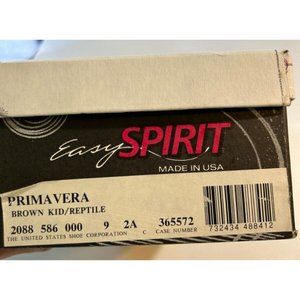 Easy SPIRIT
MADE IN USA
PRIMAVERA
BROWN KID/REPTILE
2088 586 000 9 2A 365572
THE UNITED STATES SHOE CORPORATION C CASE NUMBER
732434 488412